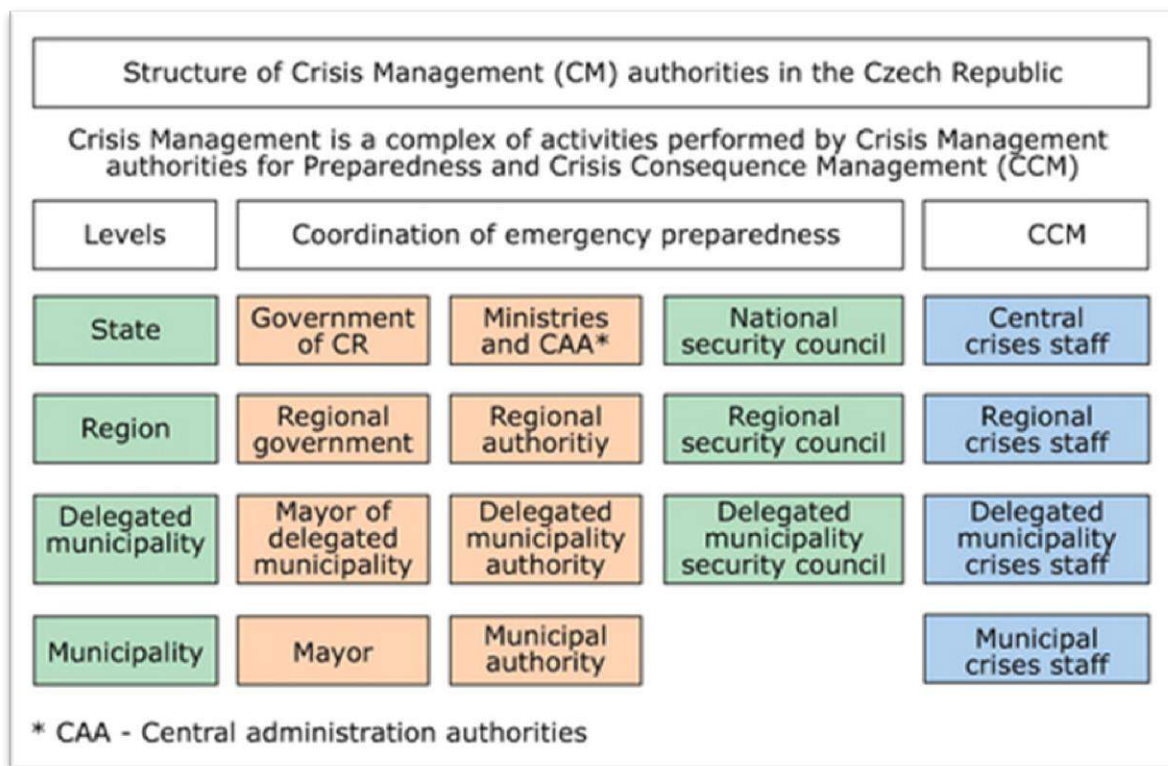 Structure of Crisis Management (CM) authorities in the Czech Republic
Crisis Management is a complex of activities performed by Crisis Management
authorities for Preparedness and Crisis Consequence Management (CCM)
Levels
Coordination of emergency preparedness
CCM
State
Government
of CR
Ministries
and CAA*
National
security council
Central
crises staff
Region
Regional
government
Regional
authoritiy
Regional
security council
Regional
crises staff
Delegated
municipality
Mayor of
delegated
municipality
Delegated
municipality
authority
Delegated
municipality
security council
Delegated
municipality
crises staff
Municipality
Mayor
Municipal
authority
Municipal
crises staff
* CAA - Central administration authorities